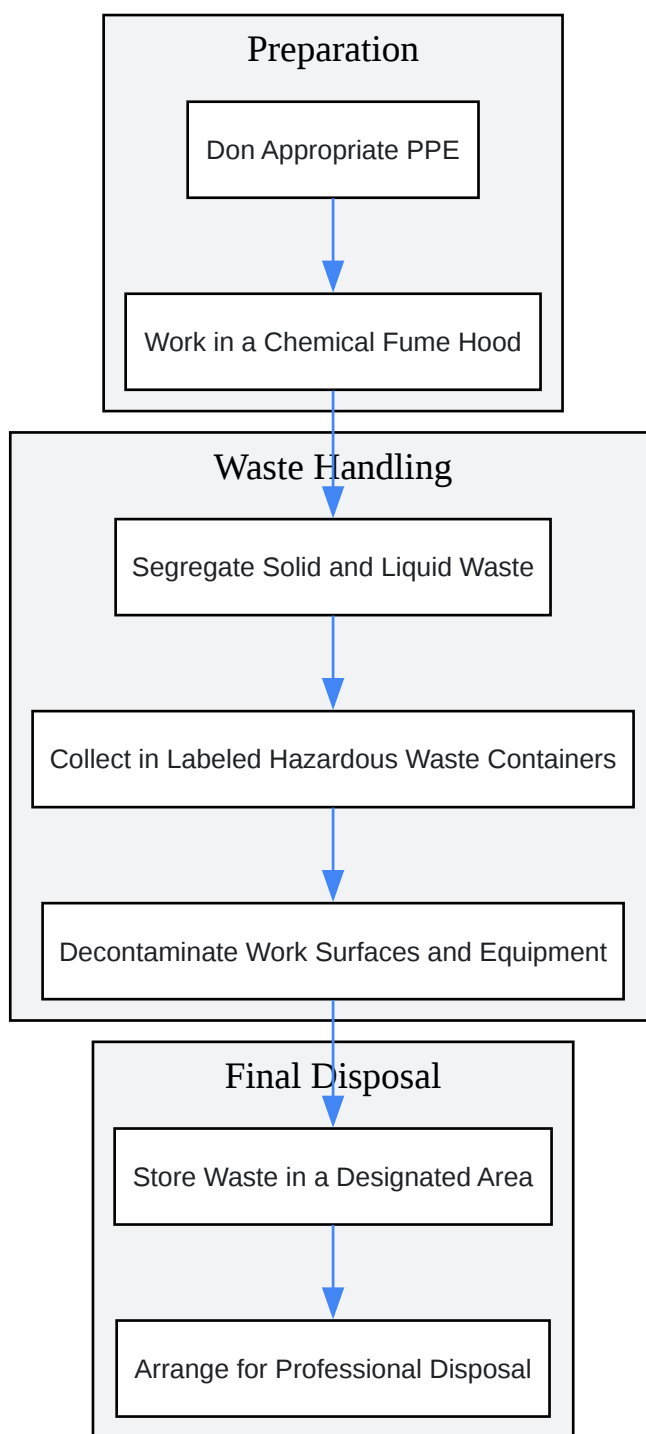 Preparation
Don Appropriate PPE
Work in a Chemical Fume Hood
Waste Handling
Segregate Solid and Liquid Waste
Collect in Labeled Hazardous Waste Containers
Decontaminate Work Surfaces and Equipment
Final Disposal
Store Waste in a Designated Area
Arrange for Professional Disposal